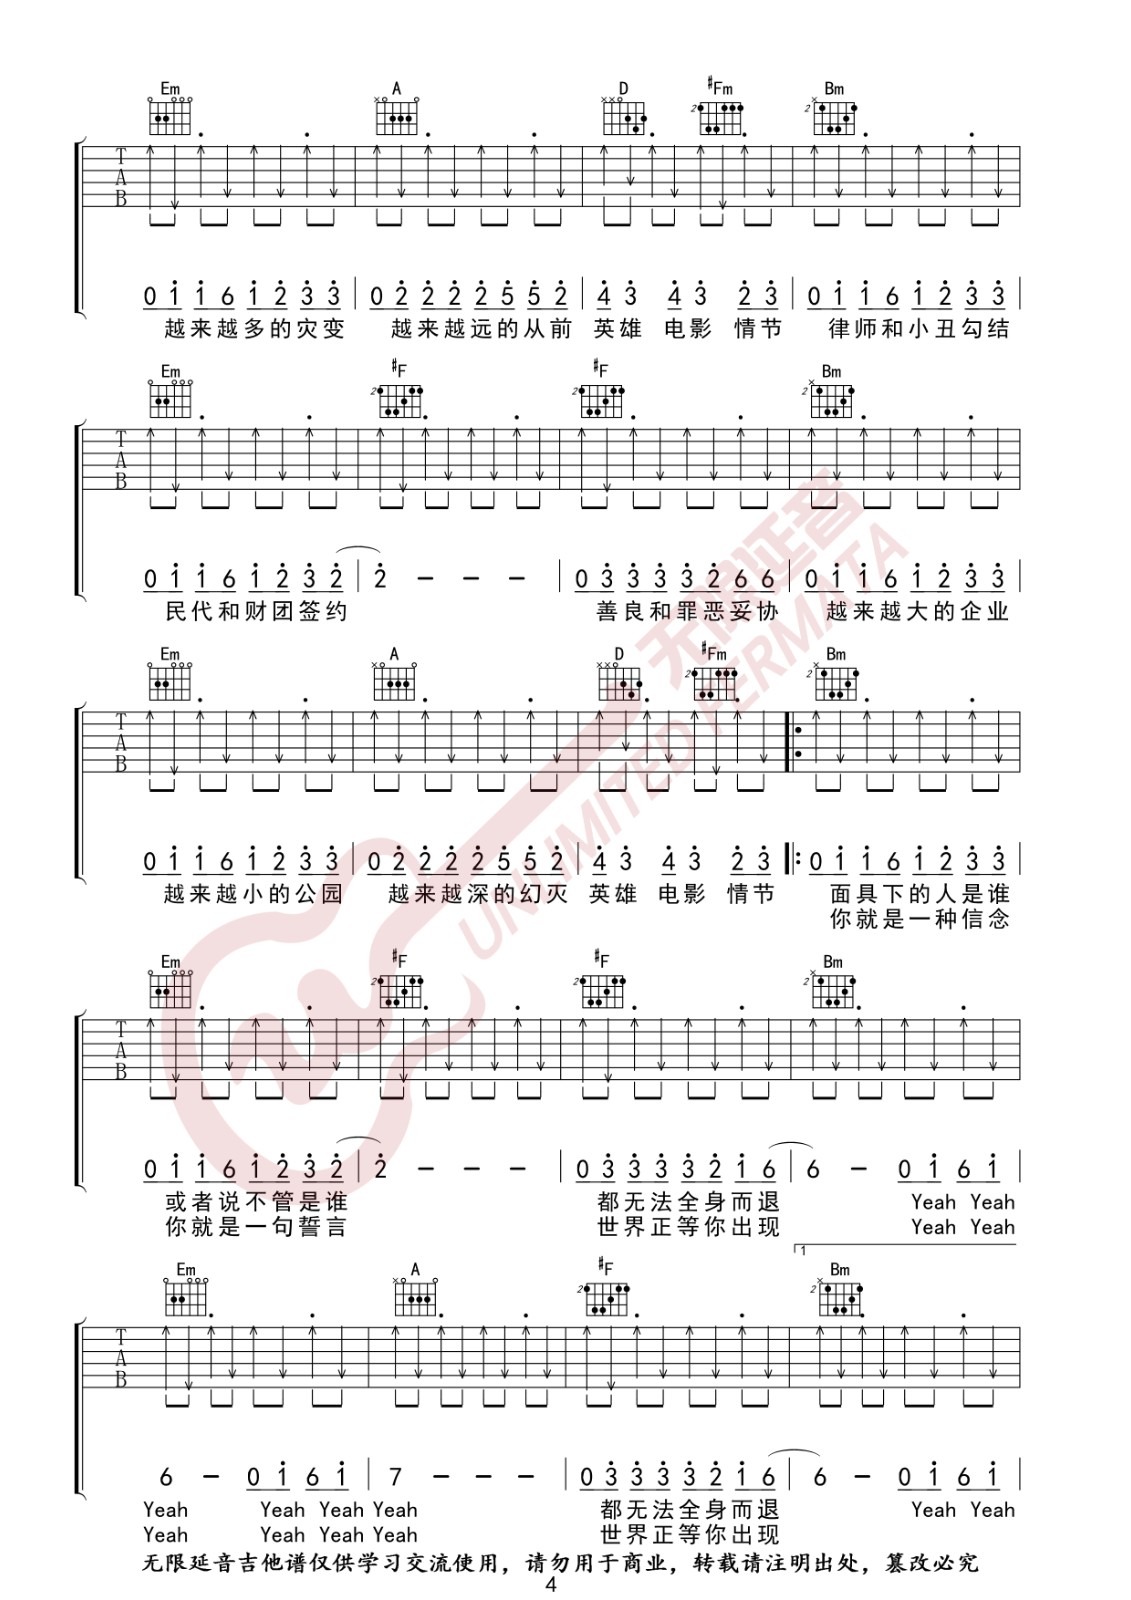 Em A D #Fm Bm
T A B
0 1 1 6 1 2 3 3 | 0 2 2 2 2 5 5 2 | 4 3 4 3 2 3 | 0 1 1 6 1 2 3 3 |
越来越多的灾变 越来越远的从前 英雄 电影 情节 律师和小丑勾结
Em #F #F Bm
2 2 2
T A B
0 1 1 6 1 2 3 2 | 2 - - - | 0 3 3 3 3 2 6 6 | 0 1 1 6 1 2 3 3 |
民代和财团签约 善良和罪恶妥协 越来越大的企业
Em A D #Fm Bm
2 2
T A B
0 1 1 6 1 2 3 3 | 0 2 2 2 2 5 5 2 | 4 3 4 3 2 3 |: 0 1 1 6 1 2 3 3 |
越来越小的公园 越来越深的幻灭 英雄 电影 情节 面具下的人是谁
你就是一种信念
Em #F #F Bm
2 2 2
T A B
0 1 1 6 1 2 3 2 | 2 - - - | 0 3 3 3 3 2 1 6 | 6 - 0 1 6 1 |
或者说不管是谁 都无法全身而退 Yeah Yeah
你就是一句誓言 世界正等你出现 Yeah Yeah
1
Em A #F Bm
2 2
T A B
6 - 0 1 6 1 | 7 - - - | 0 3 3 3 3 2 1 6 | 6 - 0 1 6 1 |
Yeah Yeah Yeah Yeah 都无法全身而退 Yeah Yeah
Yeah Yeah Yeah Yeah 世界正等你出现
无限延音吉他谱仅供学习交流使用，请勿用于商业，转载请注明出处，篡改必究
4
无限延音
UNLIMITED FERMATA